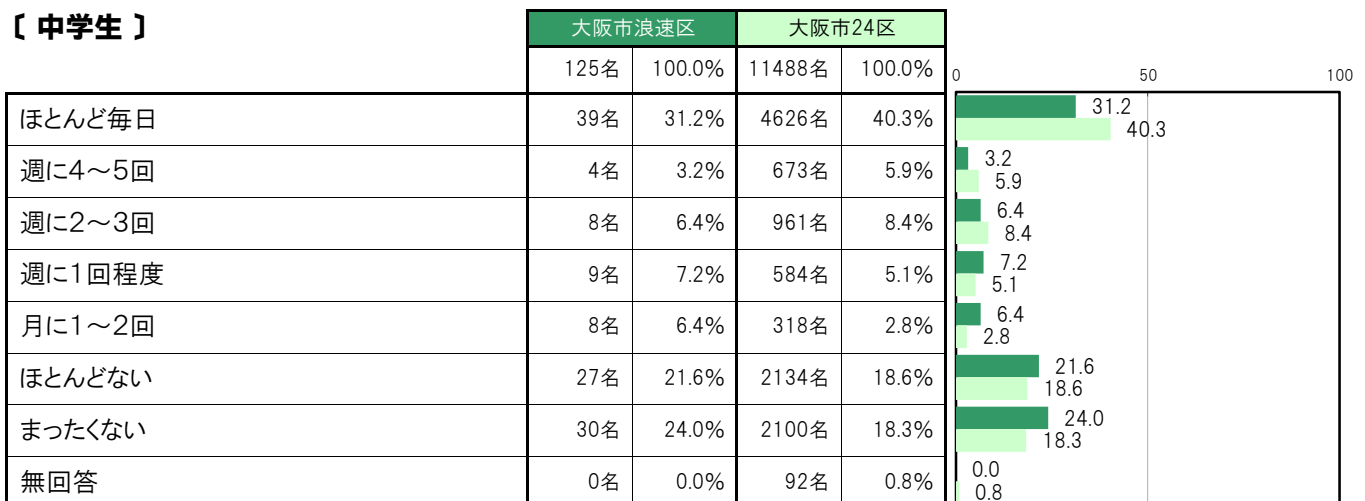 〔 中学生 〕
大阪市浪速区 大阪市24区
125名 100.0% 11488名 100.0%
0 50 100
ほとんど毎日 39名 31.2% 4626名 40.3%
31.2
40.3
週に4～5回 4名 3.2% 673名 5.9%
3.2
5.9
週に2～3回 8名 6.4% 961名 8.4%
6.4
8.4
週に1回程度 9名 7.2% 584名 5.1%
7.2
5.1
月に1～2回 8名 6.4% 318名 2.8%
6.4
2.8
ほとんどない 27名 21.6% 2134名 18.6%
21.6
18.6
まったくない 30名 24.0% 2100名 18.3%
24.0
18.3
無回答 0名 0.0% 92名 0.8%
0.0
0.8